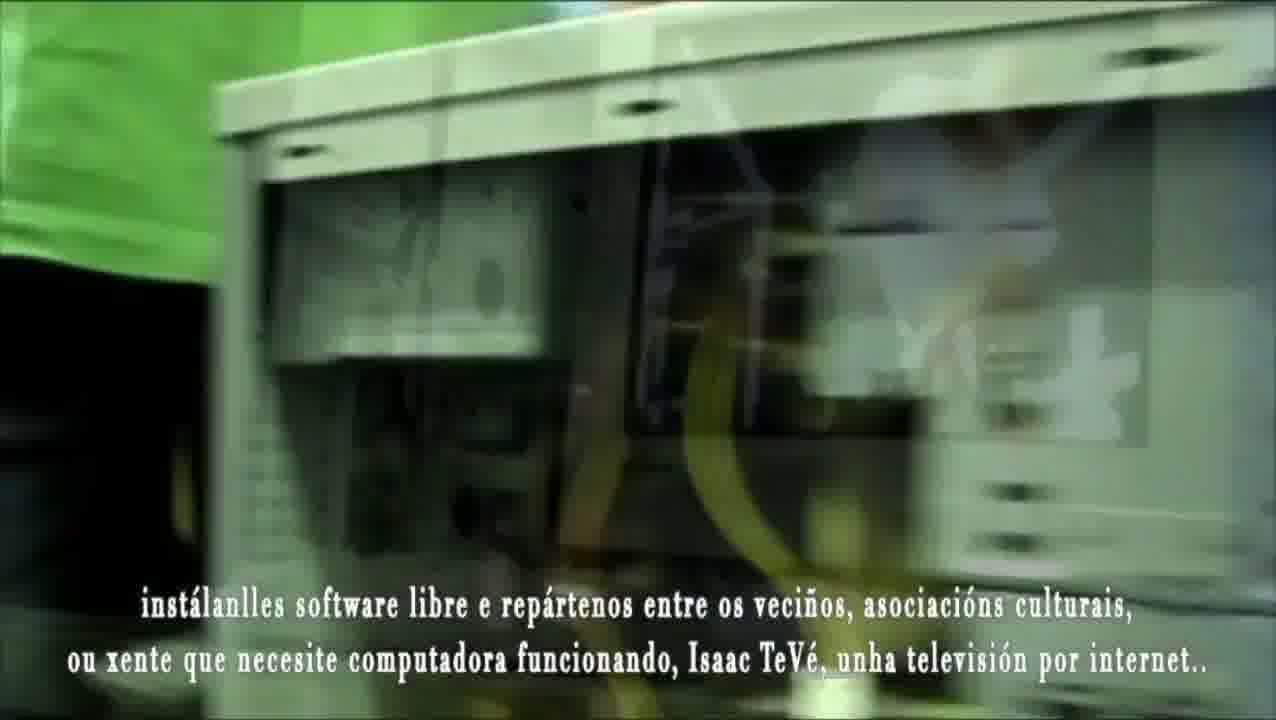 instálanlles software libre e repártenos entre os veciños, asociacións culturais,
ou xente que necesite computadora funcionando, Isaac TeVé, unha televisión por internet..